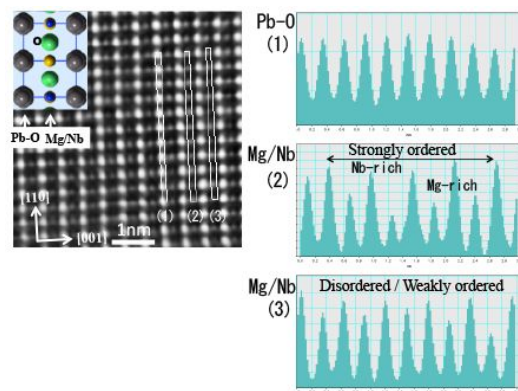 O
Pb-O Mg/Nb
[110]
[001]
1nm
(1)
(2)
(3)
Pb-O
(1)
Mg/Nb
(2)
Strongly ordered
Nb-rich
Mg-rich
Mg/Nb
(3)
Disordered / Weakly ordered